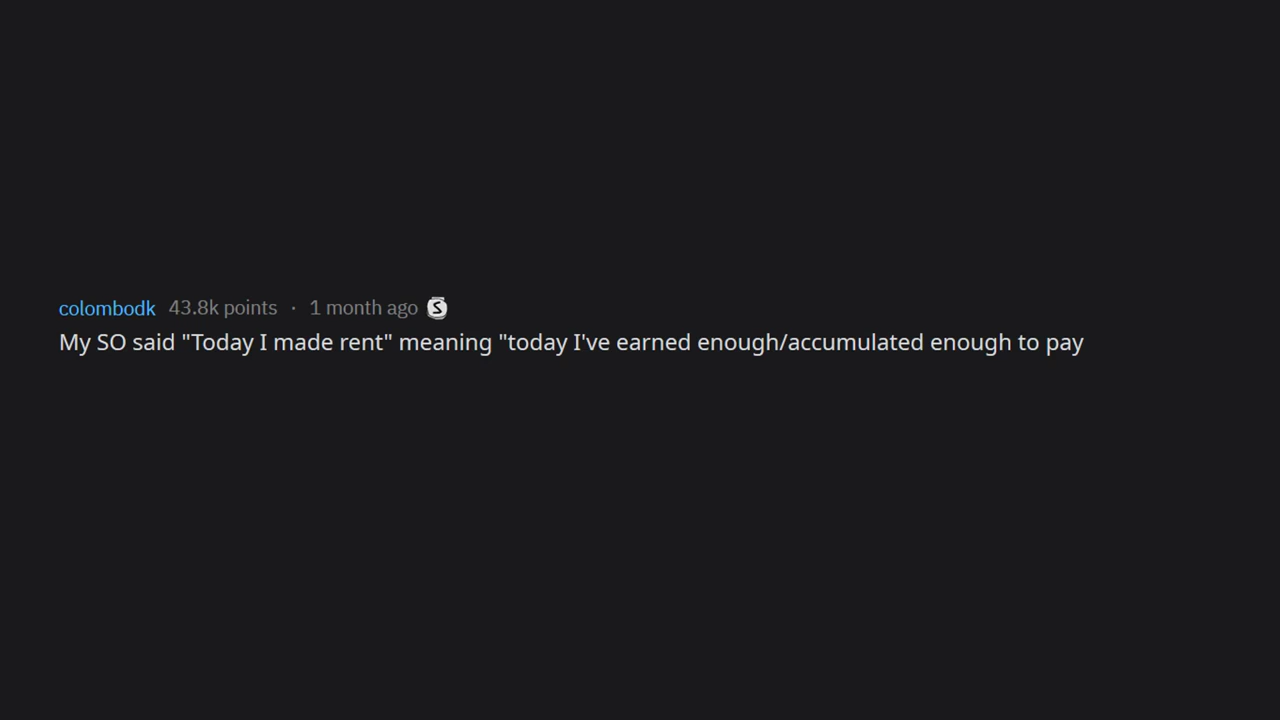 colombodk 43.8k points · 1 month ago S
My SO said "Today I made rent" meaning "today I've earned enough/accumulated enough to pay